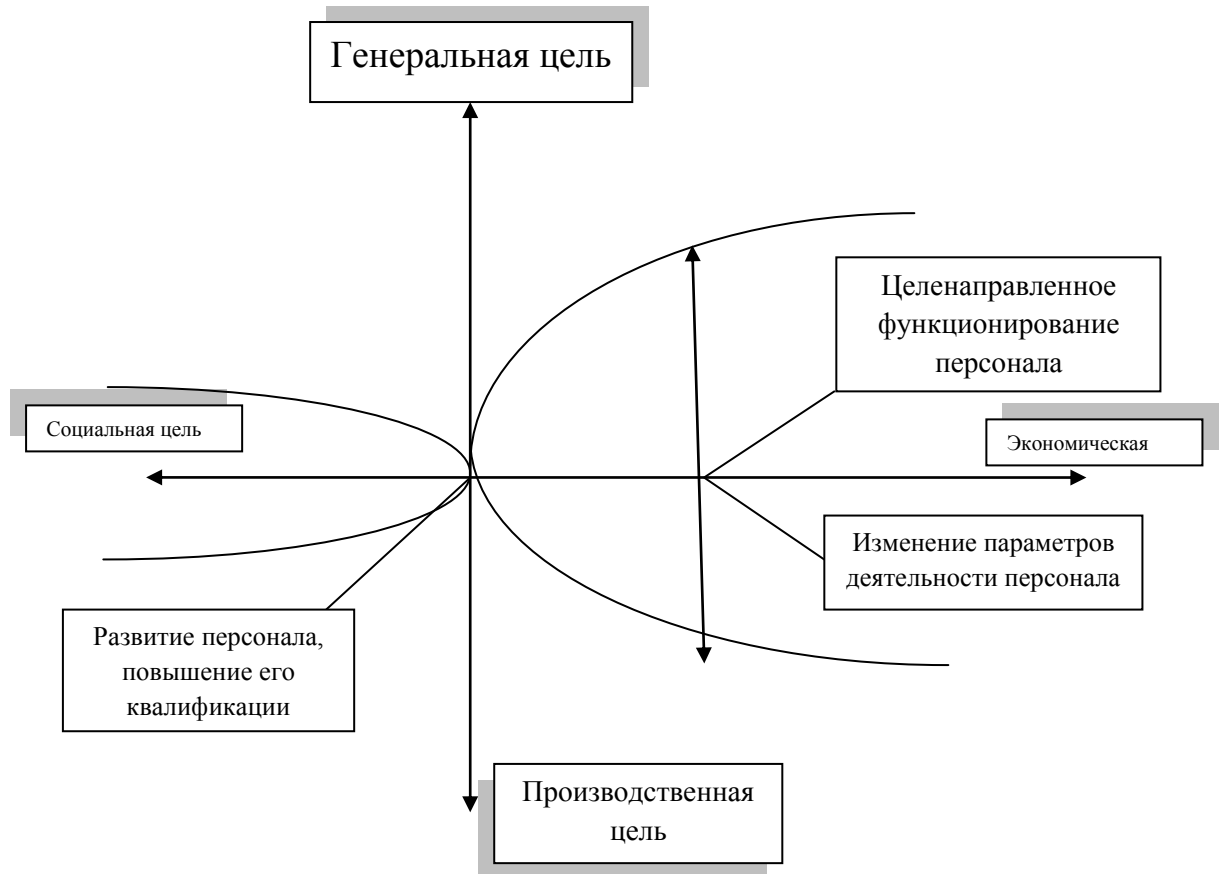 Генеральная цель
Целенаправленное
функционирование
персонала
Социальная цель
Экономическая
Изменение параметров
деятельности персонала
Развитие персонала,
повышение его
квалификации
Производственная
цель